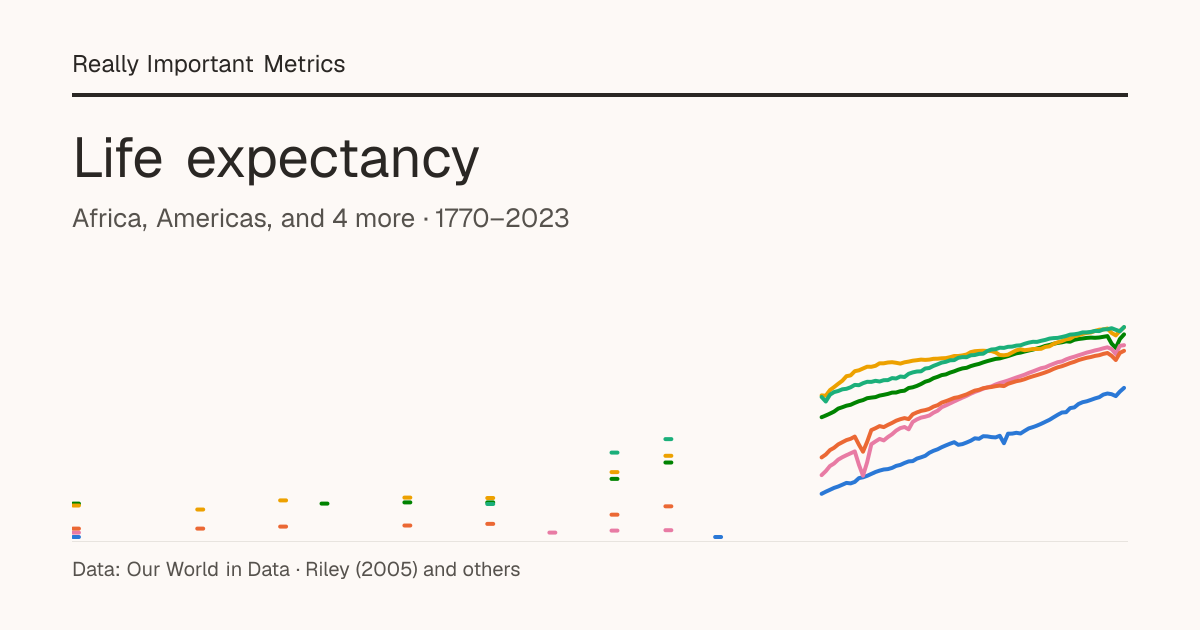 Really Important Metrics
Life expectancy
Africa, Americas, and 4 more · 1770–2023
Data: Our World in Data · Riley (2005) and others